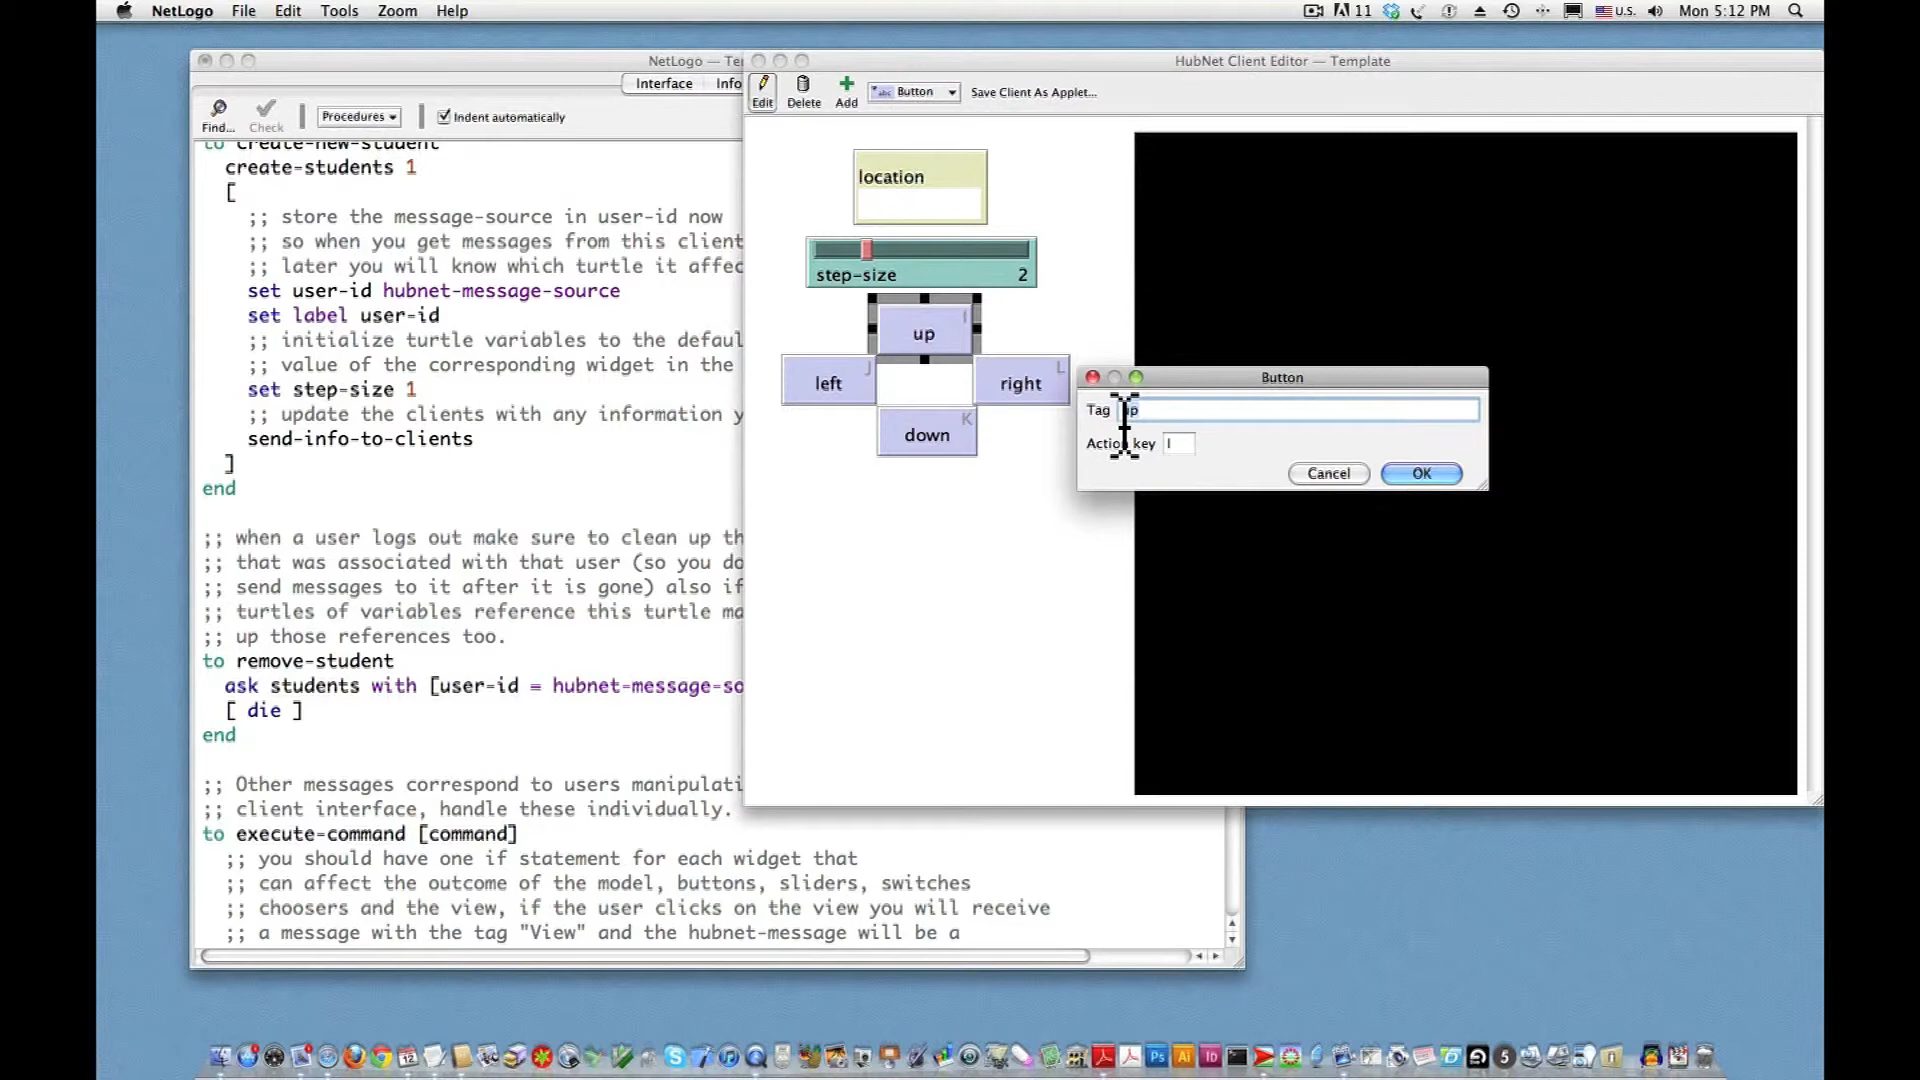 NetLogo File Edit Tools Zoom Help
11 U.S. Mon 5:12 PM
NetLogo — Te
Interface Info
Find... Check Procedures Indent automatically
to create-new-student
create-students 1
[
;; store the message-source in user-id now
;; so when you get messages from this client
;; later you will know which turtle it affec
set user-id hubnet-message-source
set label user-id
;; initialize turtle variables to the defaul
;; value of the corresponding widget in the
set step-size 1
;; update the clients with any information y
send-info-to-clients
]
end
;; when a user logs out make sure to clean up th
;; that was associated with that user (so you do
;; send messages to it after it is gone) also if
;; turtles of variables reference this turtle ma
;; up those references too.
to remove-student
ask students with [user-id = hubnet-message-so
[ die ]
end
;; Other messages correspond to users manipulati
;; client interface, handle these individually.
to execute-command [command]
;; you should have one if statement for each widget that
;; can affect the outcome of the model, buttons, sliders, switches
;; choosers and the view, if the user clicks on the view you will receive
;; a message with the tag "View" and the hubnet-message will be a
HubNet Client Editor — Template
Edit Delete Add abc Button Save Client As Applet...
location
step-size 2
I
up
J
left
L
right
K
down
Button
Tag up
Action key I
Cancel OK
Ps Ai Id 5